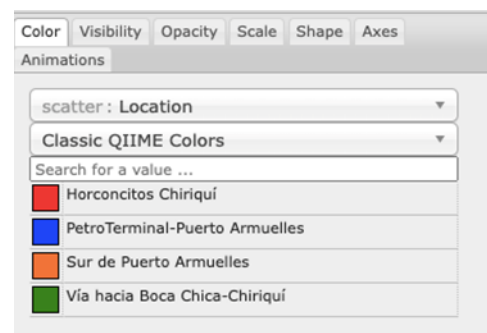 Color Visibility Opacity Scale Shape Axes
Animations
scatter : Location
Classic QIIME Colors
Search for a value ...
Horconcitos Chiriquí
PetroTerminal-Puerto Armuelles
Sur de Puerto Armuelles
Vía hacia Boca Chica-Chiriquí